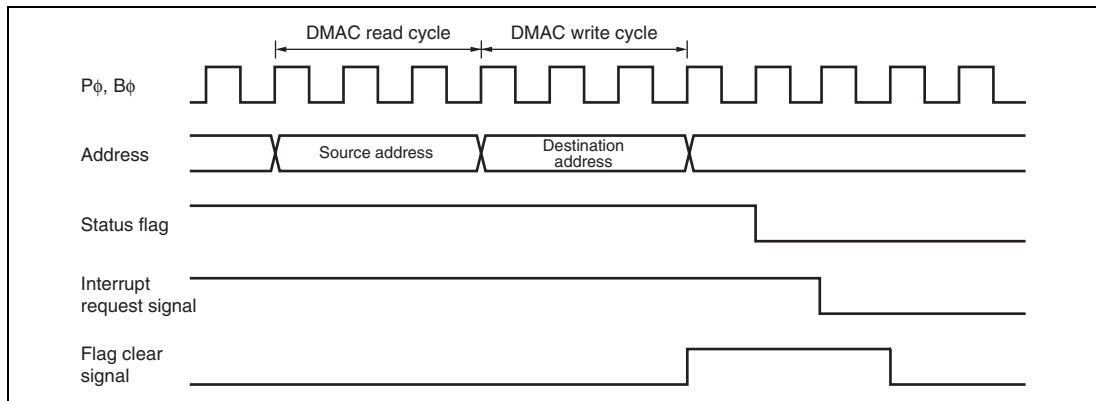 DMAC read cycle DMAC write cycle
Pϕ, Bϕ
Address Source address Destination
address
Status flag
Interrupt
request signal
Flag clear
signal